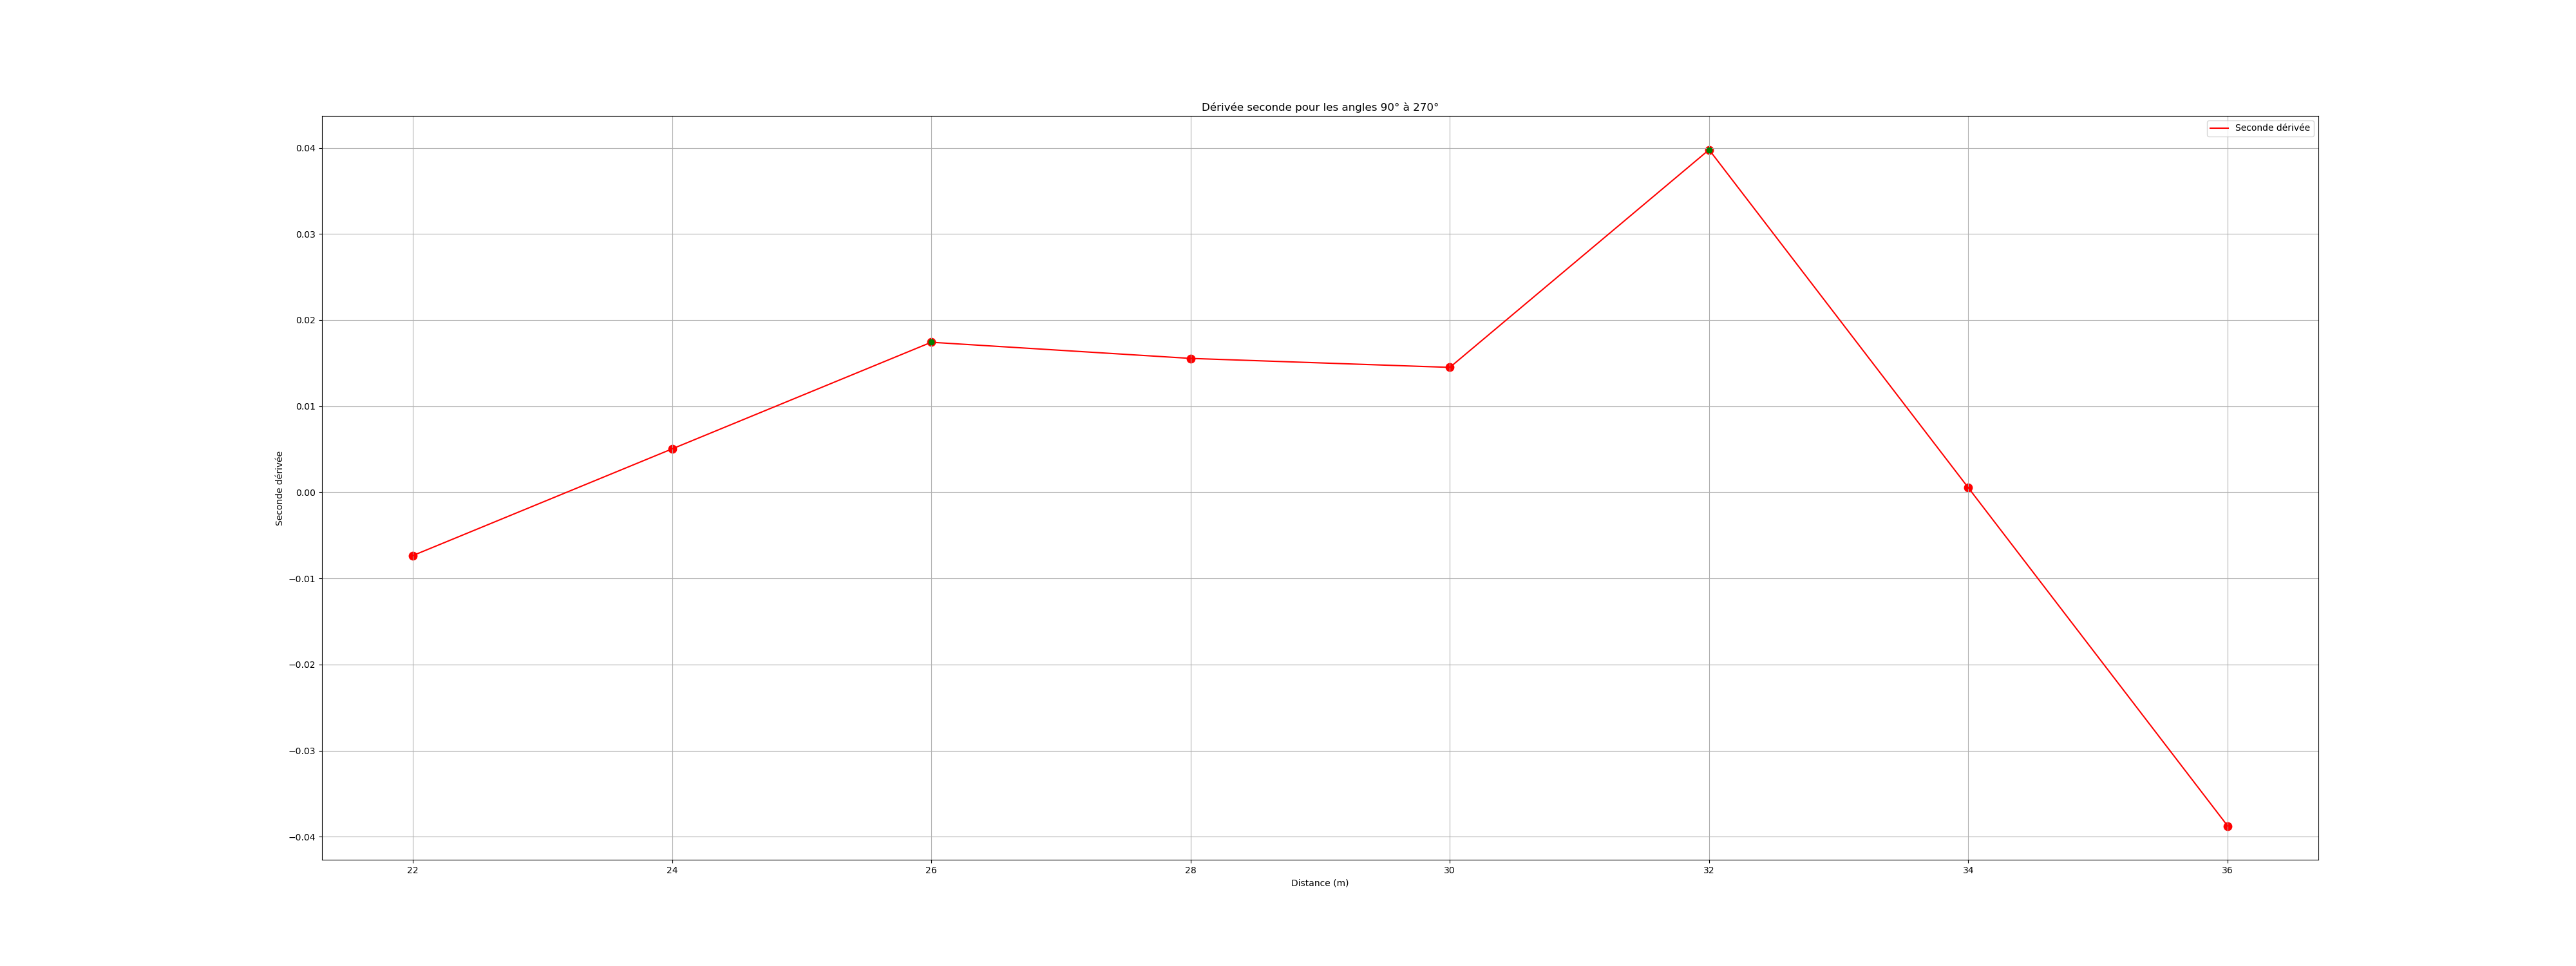 Dérivée seconde pour les angles 90° à 270°
Seconde dérivée
0.04
0.03
0.02
0.01
0.00
−0.01
−0.02
−0.03
−0.04
Seconde dérivée
22 24 26 28 30 32 34 36
Distance (m)